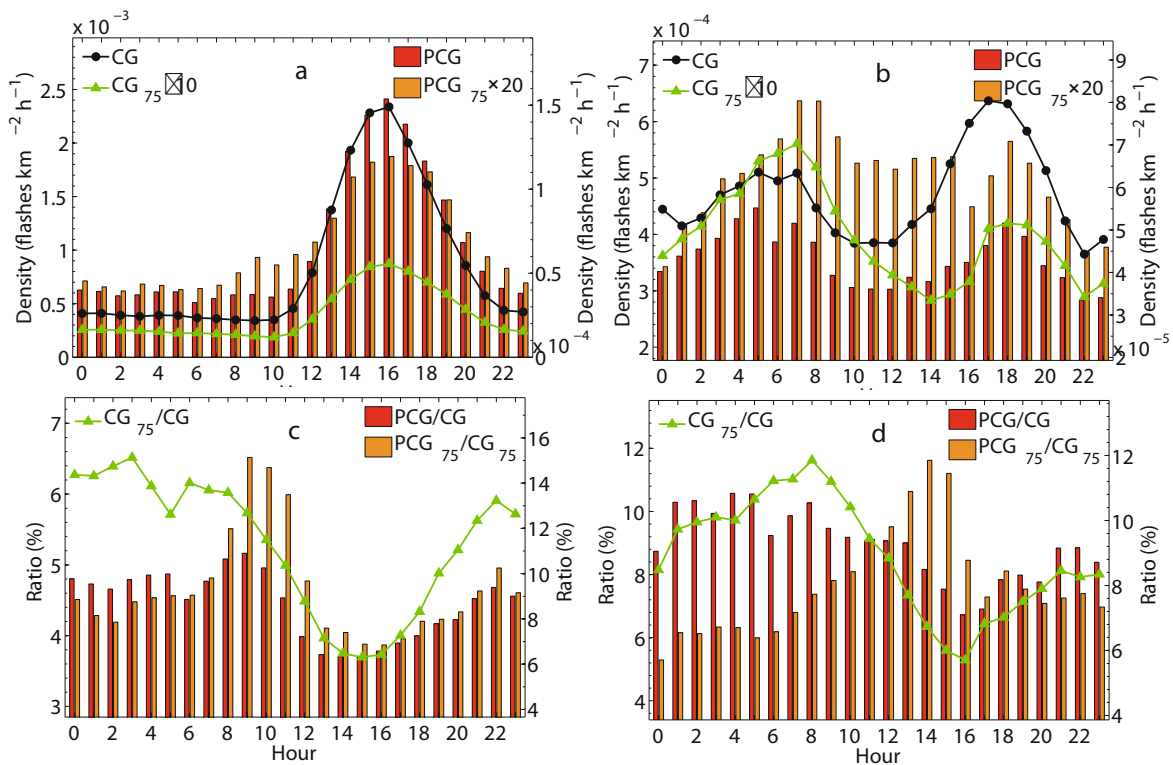 × 10⁻³
a
CG
CG 75 ☒10
PCG
PCG 75×20
Density (flashes km⁻² h⁻¹)
2.5
2
1.5
1
0.5
0
Density (flashes km⁻² h⁻¹)
1.5
1
0.5
0
× 10⁻⁴
0 2 4 6 8 10 12 14 16 18 20 22
× 10⁻⁴
b
CG
CG 75 ☒10
PCG
PCG 75×20
Density (flashes km⁻² h⁻¹)
7
6
5
4
3
2
Density (flashes km⁻² h⁻¹)
9
8
7
6
5
4
3
2
× 10⁻⁵
0 2 4 6 8 10 12 14 16 18 20 22
c
CG 75/CG
PCG/CG
PCG 75/CG 75
Ratio (%)
7
6
5
4
3
Ratio (%)
16
14
12
10
8
6
4
0 2 4 6 8 10 12 14 16 18 20 22
Hour
d
CG 75/CG
PCG/CG
PCG 75/CG 75
Ratio (%)
12
10
8
6
4
Ratio (%)
12
10
8
6
4
0 2 4 6 8 10 12 14 16 18 20 22
Hour